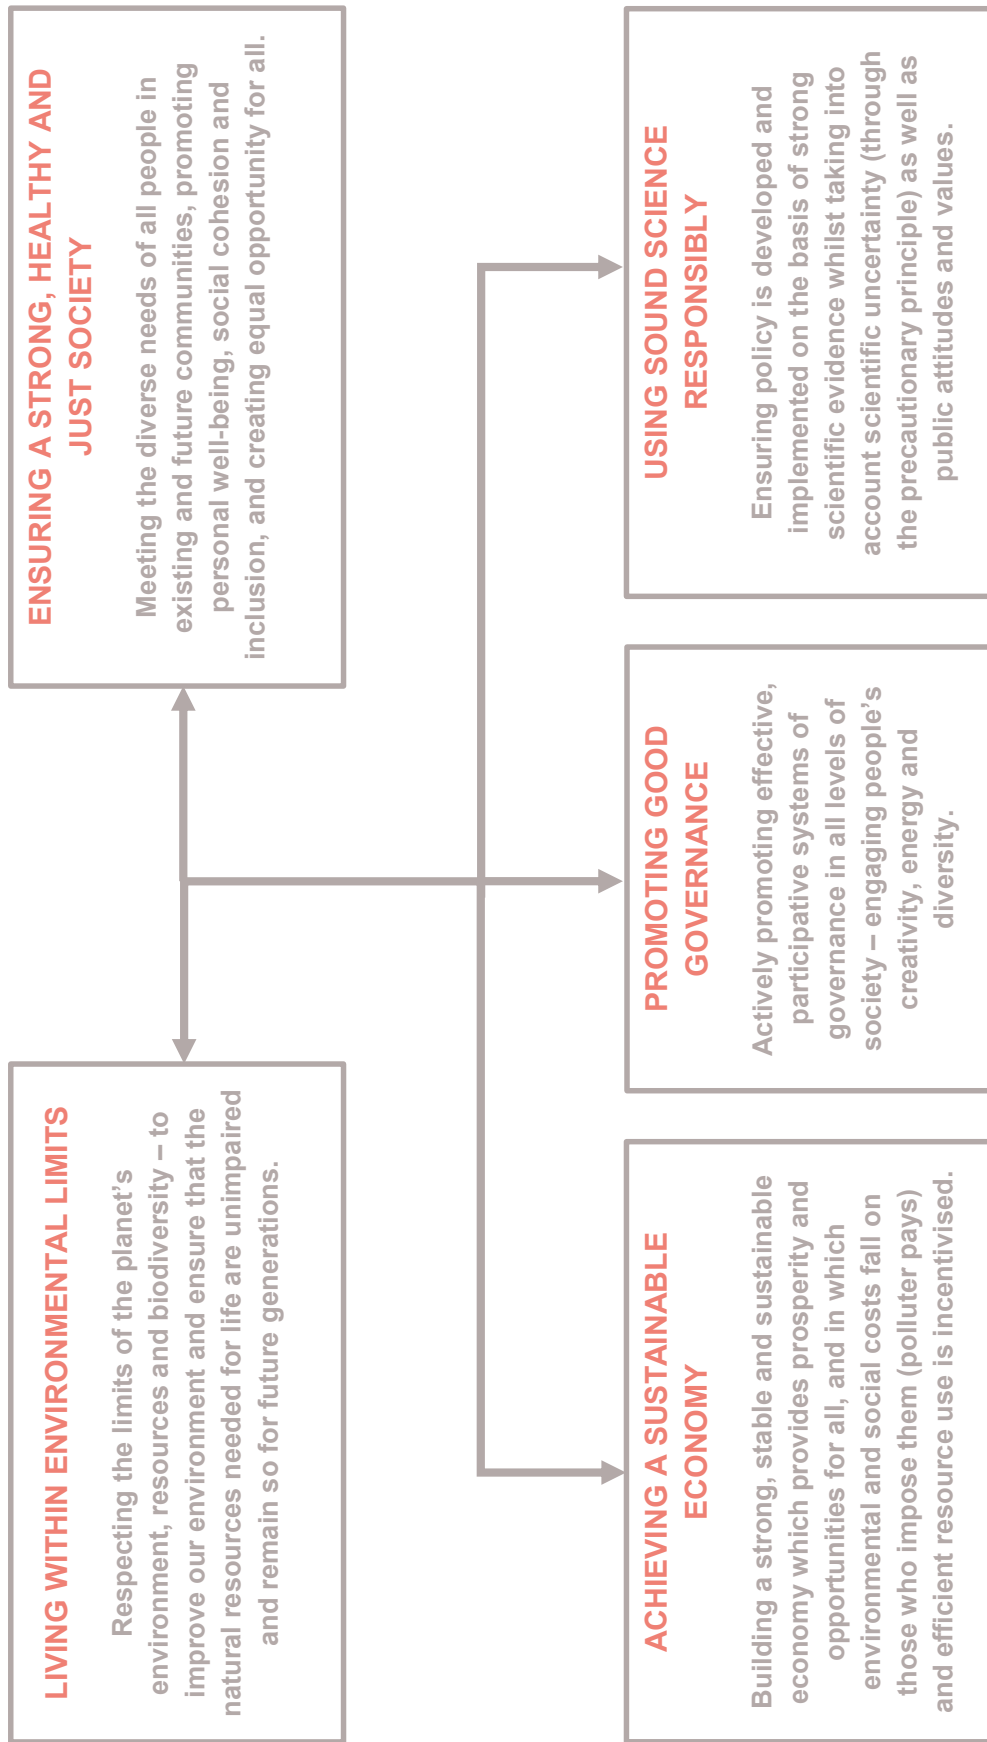 LIVING WITHIN ENVIRONMENTAL LIMITS
Respecting the limits of the planet’s
environment, resources and biodiversity – to
improve our environment and ensure that the
natural resources needed for life are unimpaired
and remain so for future generations.
ENSURING A STRONG, HEALTHY AND
JUST SOCIETY
Meeting the diverse needs of all people in
existing and future communities, promoting
personal well-being, social cohesion and
inclusion, and creating equal opportunity for all.
ACHIEVING A SUSTAINABLE
ECONOMY
Building a strong, stable and sustainable
economy which provides prosperity and
opportunities for all, and in which
environmental and social costs fall on
those who impose them (polluter pays)
and efficient resource use is incentivised.
PROMOTING GOOD
GOVERNANCE
Actively promoting effective,
participative systems of
governance in all levels of
society – engaging people’s
creativity, energy and
diversity.
USING SOUND SCIENCE
RESPONSIBLY
Ensuring policy is developed and
implemented on the basis of strong
scientific evidence whilst taking into
account scientific uncertainty (through
the precautionary principle) as well as
public attitudes and values.